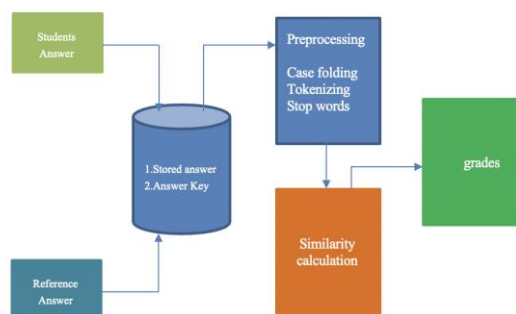 Students
Answer
Preprocessing
Case folding
Tokenizing
Stop words
1.Stored answer
2.Answer Key
grades
Similarity
calculation
Reference
Answer